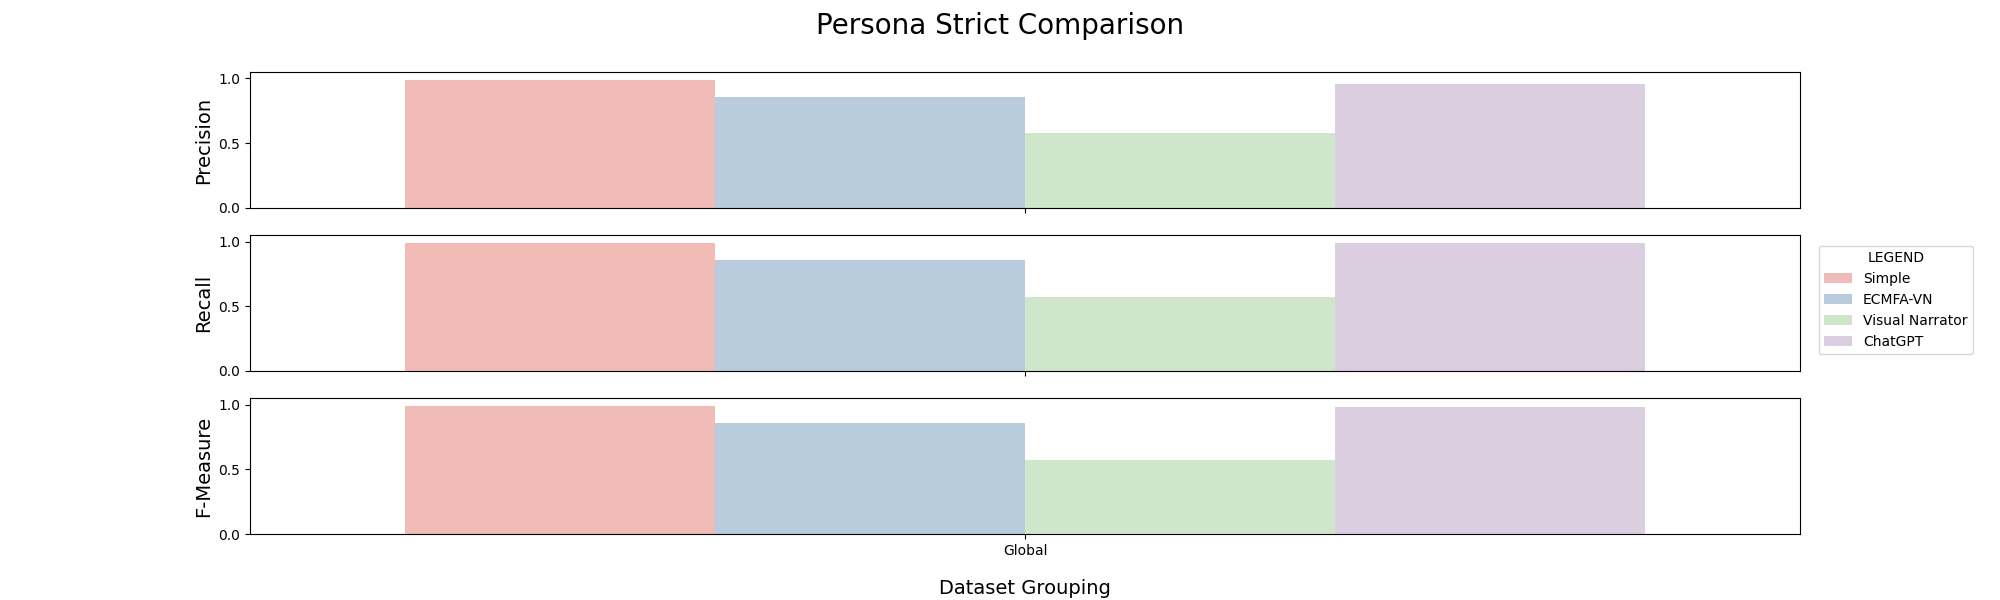 Persona Strict Comparison
Precision
1.0
0.5
0.0
Recall
1.0
0.5
0.0
F-Measure
1.0
0.5
0.0
Global
Dataset Grouping
LEGEND
Simple
ECMFA-VN
Visual Narrator
ChatGPT